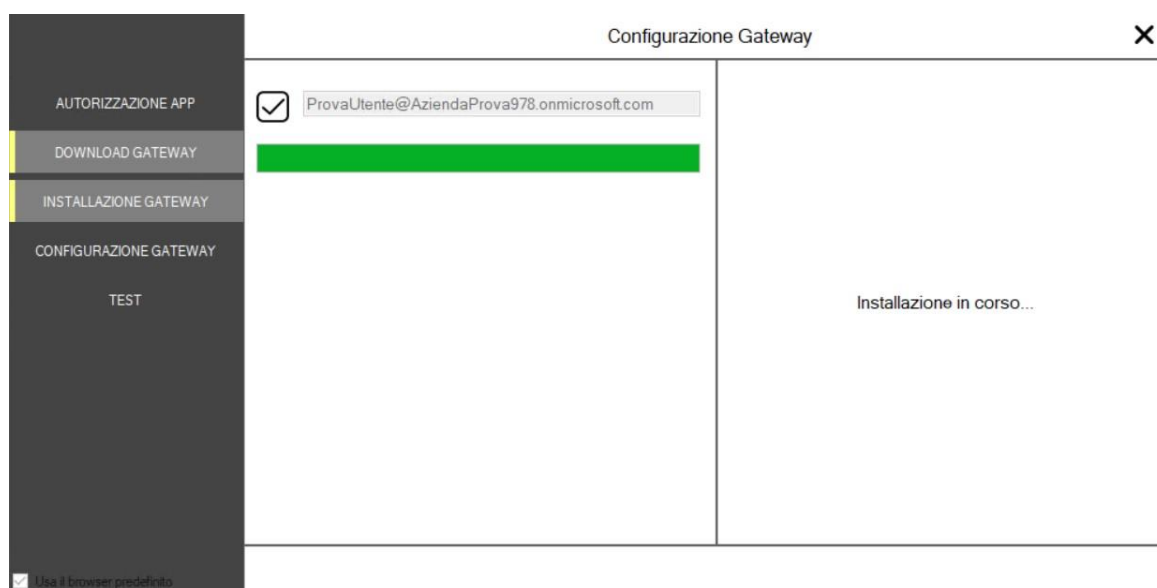 Configurazione Gateway
AUTORIZZAZIONE APP
DOWNLOAD GATEWAY
INSTALLAZIONE GATEWAY
CONFIGURAZIONE GATEWAY
TEST
Usa il browser predefinito
ProvaUtente@AziendaProva978.onmicrosoft.com
Installazione in corso...